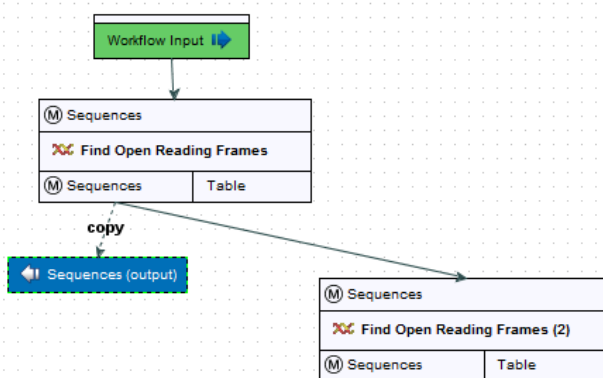 Workflow Input
M Sequences
Find Open Reading Frames
M Sequences Table
copy
Sequences (output)
M Sequences
Find Open Reading Frames (2)
M Sequences Table